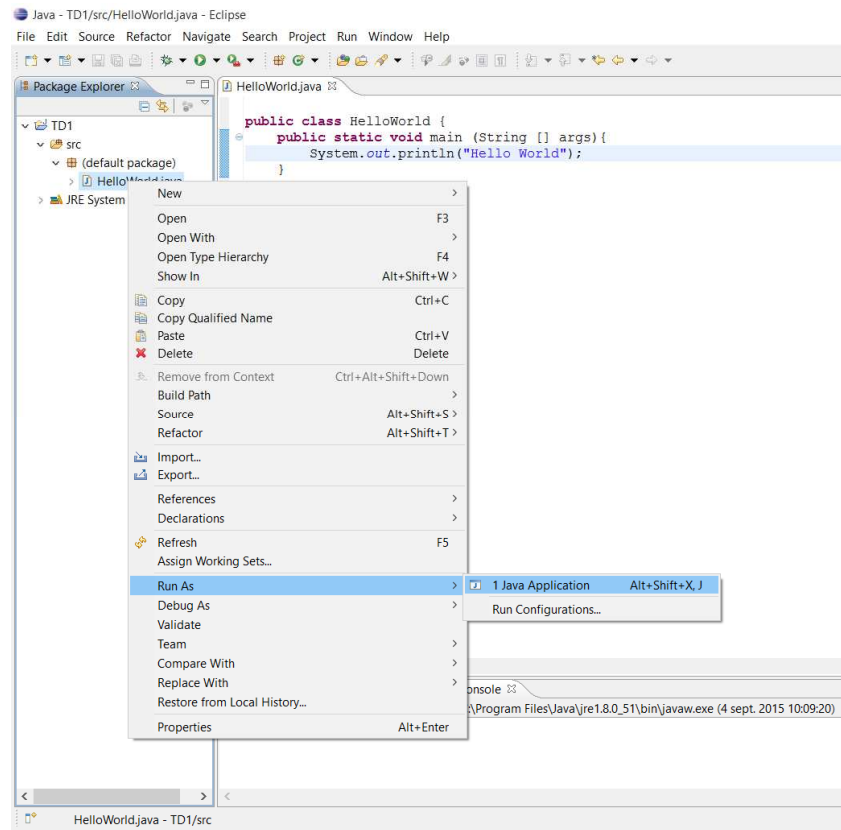 Java - TD1/src/HelloWorld.java - Eclipse
File Edit Source Refactor Navigate Search Project Run Window Help
Package Explorer
HelloWorld.java
TD1
src
(default package)
HelloWorld.java
JRE System
public class HelloWorld {
public static void main (String [] args){
System.out.println("Hello World");
}
New
Open F3
Open With
Open Type Hierarchy F4
Show In Alt+Shift+W
Copy Ctrl+C
Copy Qualified Name
Paste Ctrl+V
Delete Delete
Remove from Context Ctrl+Alt+Shift+Down
Build Path
Source Alt+Shift+S
Refactor Alt+Shift+T
Import...
Export...
References
Declarations
Refresh F5
Assign Working Sets...
Run As
1 Java Application Alt+Shift+X, J
Run Configurations...
Debug As
Validate
Team
Compare With
Replace With
Restore from Local History...
Properties Alt+Enter
onsole
:\Program Files\Java\jre1.8.0_51\bin\javaw.exe (4 sept. 2015 10:09:20)
HelloWorld.java - TD1/src